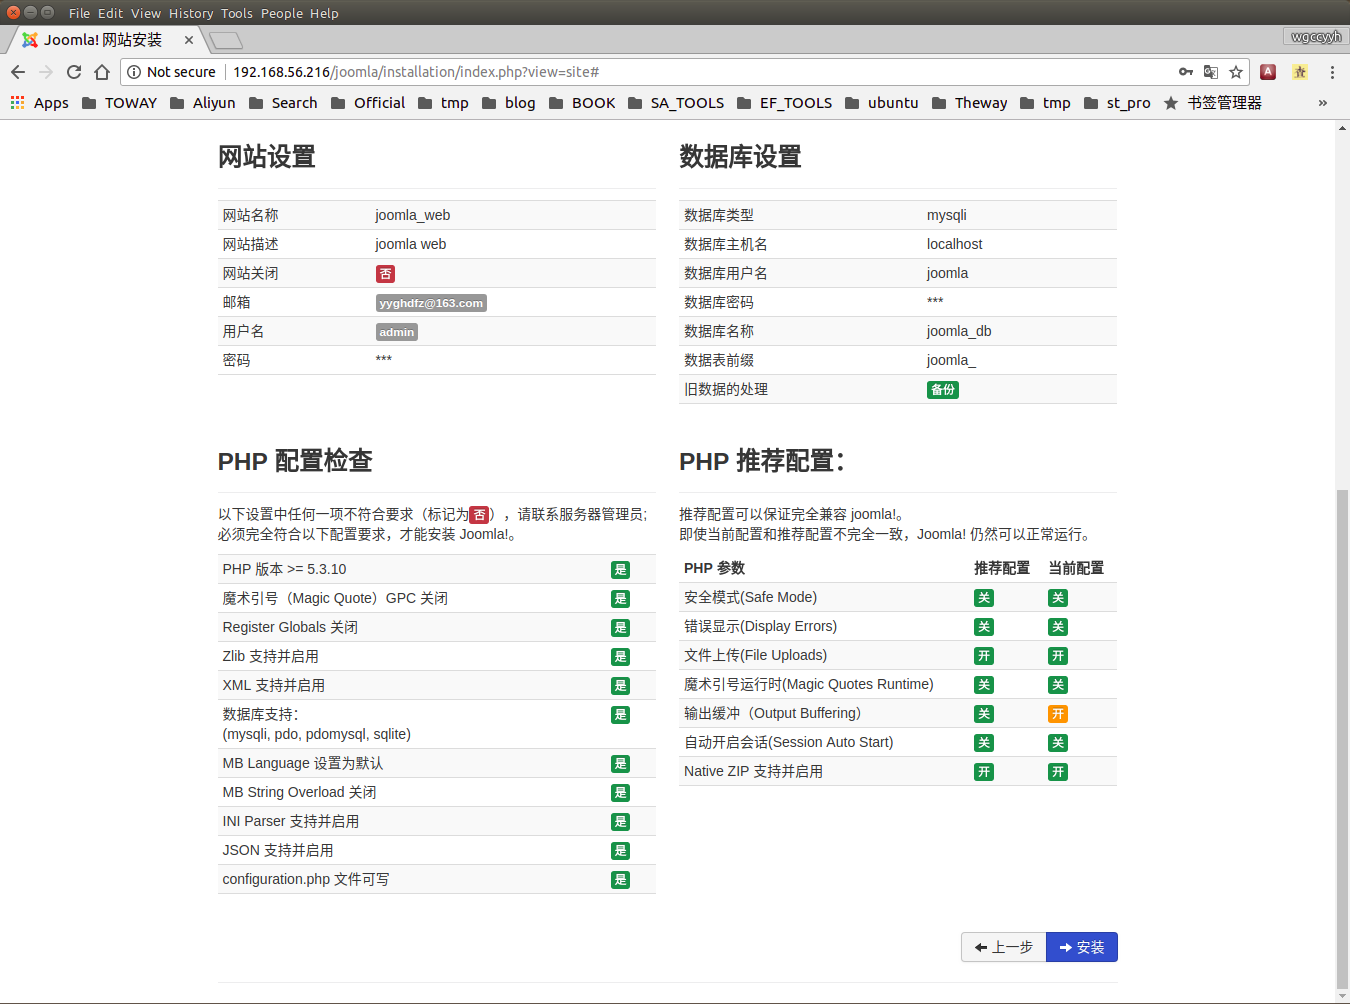 File Edit View History Tools People Help
Joomla! 网站安装
wgccyyh
Not secure 192.168.56.216/joomla/installation/index.php?view=site#
Apps TOWAY Aliyun Search Official tmp blog BOOK SA_TOOLS EF_TOOLS ubuntu Theway tmp st_pro 书签管理器 »
网站设置
网站名称 joomla_web
网站描述 joomla web
网站关闭 否
邮箱 yyghdfz@163.com
用户名 admin
密码 ***
数据库设置
数据库类型 mysqli
数据库主机名 localhost
数据库用户名 joomla
数据库密码 ***
数据库名称 joomla_db
数据表前缀 joomla_
旧数据的处理 备份
PHP 配置检查
以下设置中任何一项不符合要求（标记为否），请联系服务器管理员;
必须完全符合以下配置要求，才能安装 Joomla!。
PHP 版本 >= 5.3.10 是
魔术引号（Magic Quote）GPC 关闭 是
Register Globals 关闭 是
Zlib 支持并启用 是
XML 支持并启用 是
数据库支持： 是
(mysqli, pdo, pdomysql, sqlite)
MB Language 设置为默认 是
MB String Overload 关闭 是
INI Parser 支持并启用 是
JSON 支持并启用 是
configuration.php 文件可写 是
PHP 推荐配置：
推荐配置可以保证完全兼容 joomla!。
即使当前配置和推荐配置不完全一致，Joomla! 仍然可以正常运行。
PHP 参数 推荐配置 当前配置
安全模式(Safe Mode) 关 关
错误显示(Display Errors) 关 关
文件上传(File Uploads) 开 开
魔术引号运行时(Magic Quotes Runtime) 关 关
输出缓冲（Output Buffering） 关 开
自动开启会话(Session Auto Start) 关 关
Native ZIP 支持并启用 开 开
上一步 安装